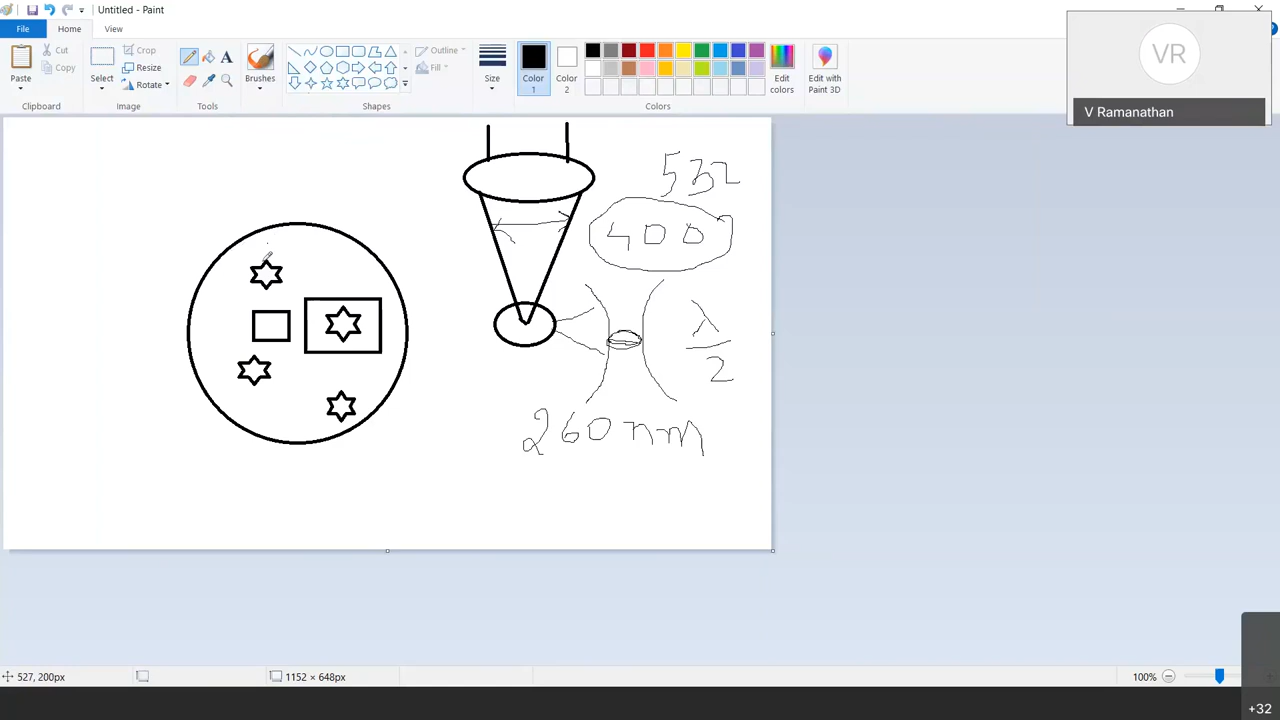 Untitled - Paint
File
Home
View
Paste
Cut
Copy
Clipboard
Select
Crop
Resize
Rotate
Image
Tools
Brushes
Shapes
Outline
Fill
Size
Color 1
Color 2
Colors
Edit colors
Edit with Paint 3D
VR
V Ramanathan
532
400
λ
2
260 nm
527, 200px
1152 × 648px
100%
+32